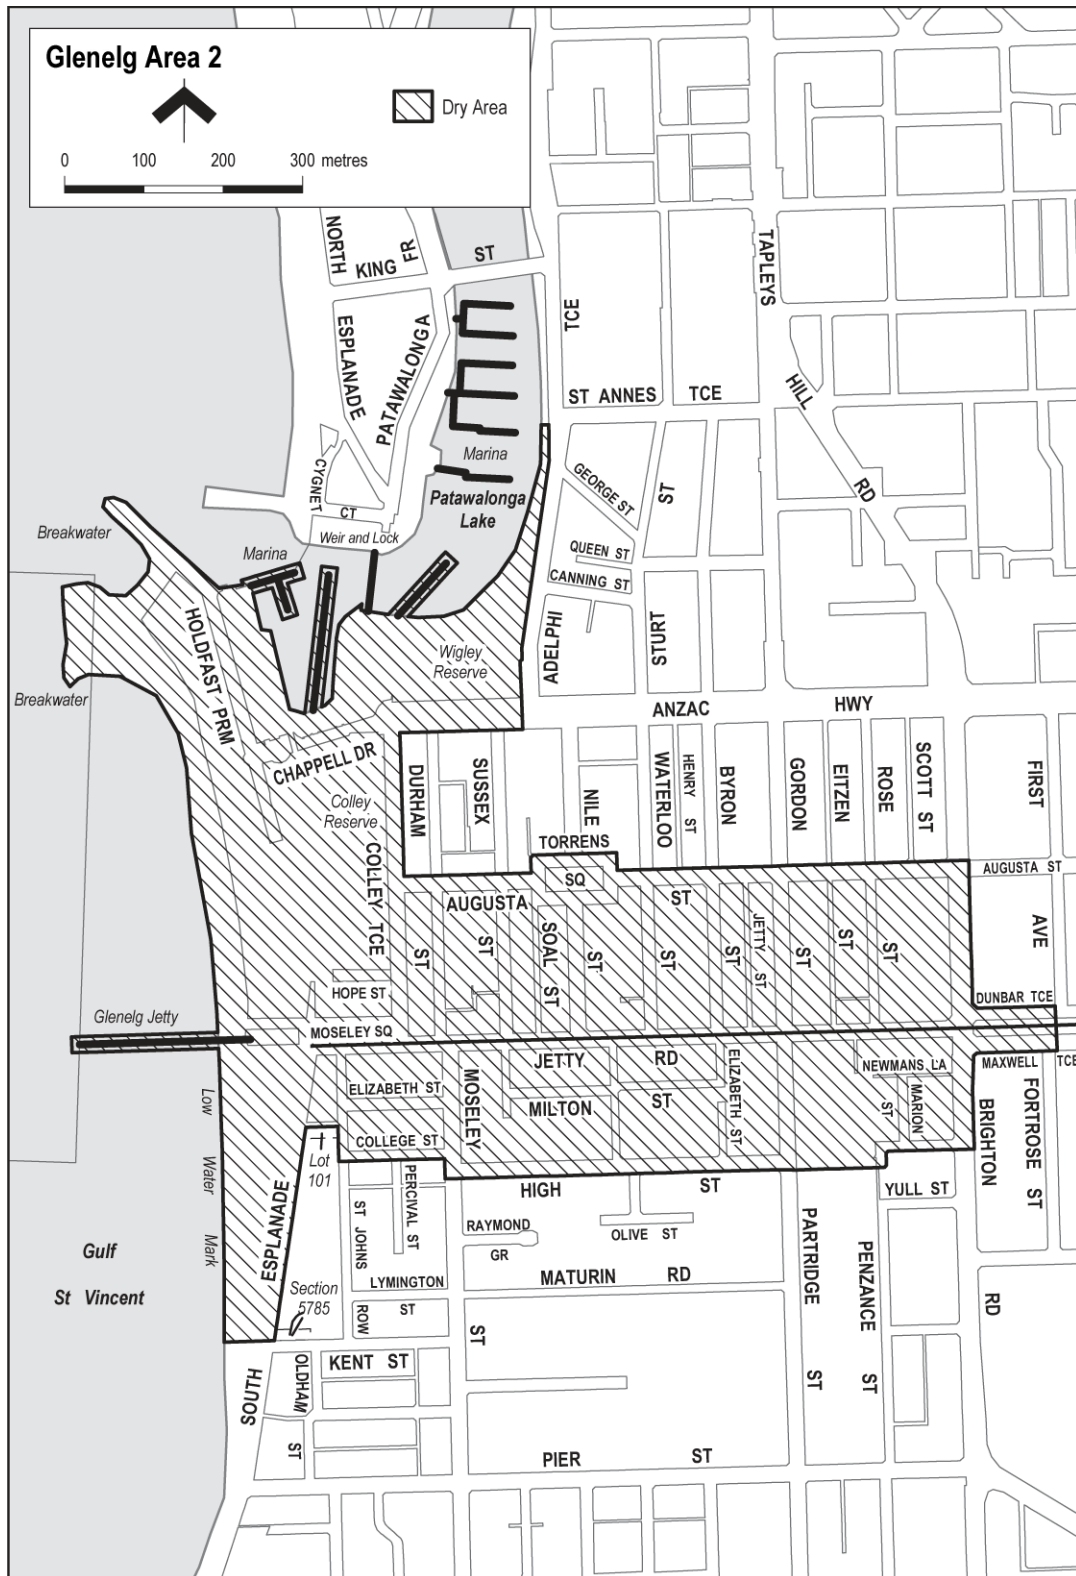 Glenelg Area 2
Dry Area
0 100 200 300 metres
NORTH
KING
FR
ST
TAPLEYS
TCE
ESPLANADE
PATAWALONGA
ST ANNES TCE
HILL
RD
Marina
Patawalonga
Lake
CYGNET
CT
GEORGE ST
ST
Breakwater
Weir and Lock
Marina
QUEEN ST
CANNING ST
HOLDFAST PRM
Wigley
Reserve
ADELPHI
STURT
Breakwater
ANZAC HWY
CHAPPELL DR
Colley
Reserve
DURHAM
SUSSEX
NILE
WATERLOO
HENRY ST
BYRON
GORDON
EITZEN
ROSE
SCOTT ST
FIRST
TORRENS
SQ
COLLEY TCE
AUGUSTA
ST
AUGUSTA ST
ST
ST
SOAL ST
ST
ST
ST
JETTY ST
ST
ST
ST
AVE
HOPE ST
DUNBAR TCE
Glenelg Jetty
MOSELEY SQ
JETTY RD
NEWMANS LA
MAXWELL TCE
ELIZABETH ST
MOSELEY
MILTON ST
ELIZABETH ST
ST
MARION
BRIGHTON
FORTROSE ST
Low
Water
Mark
COLLEGE ST
Lot
101
ESPLANADE
PERCIVAL ST
ST JOHNS
HIGH ST
YULL ST
RAYMOND
GR
OLIVE ST
PARTRIDGE
PENZANCE
Gulf
St Vincent
LYMINGTON
ST
MATURIN RD
Section
5785
ROW
RD
ST
KENT ST
SOUTH
OLDHAM
ST
ST
ST
PIER ST